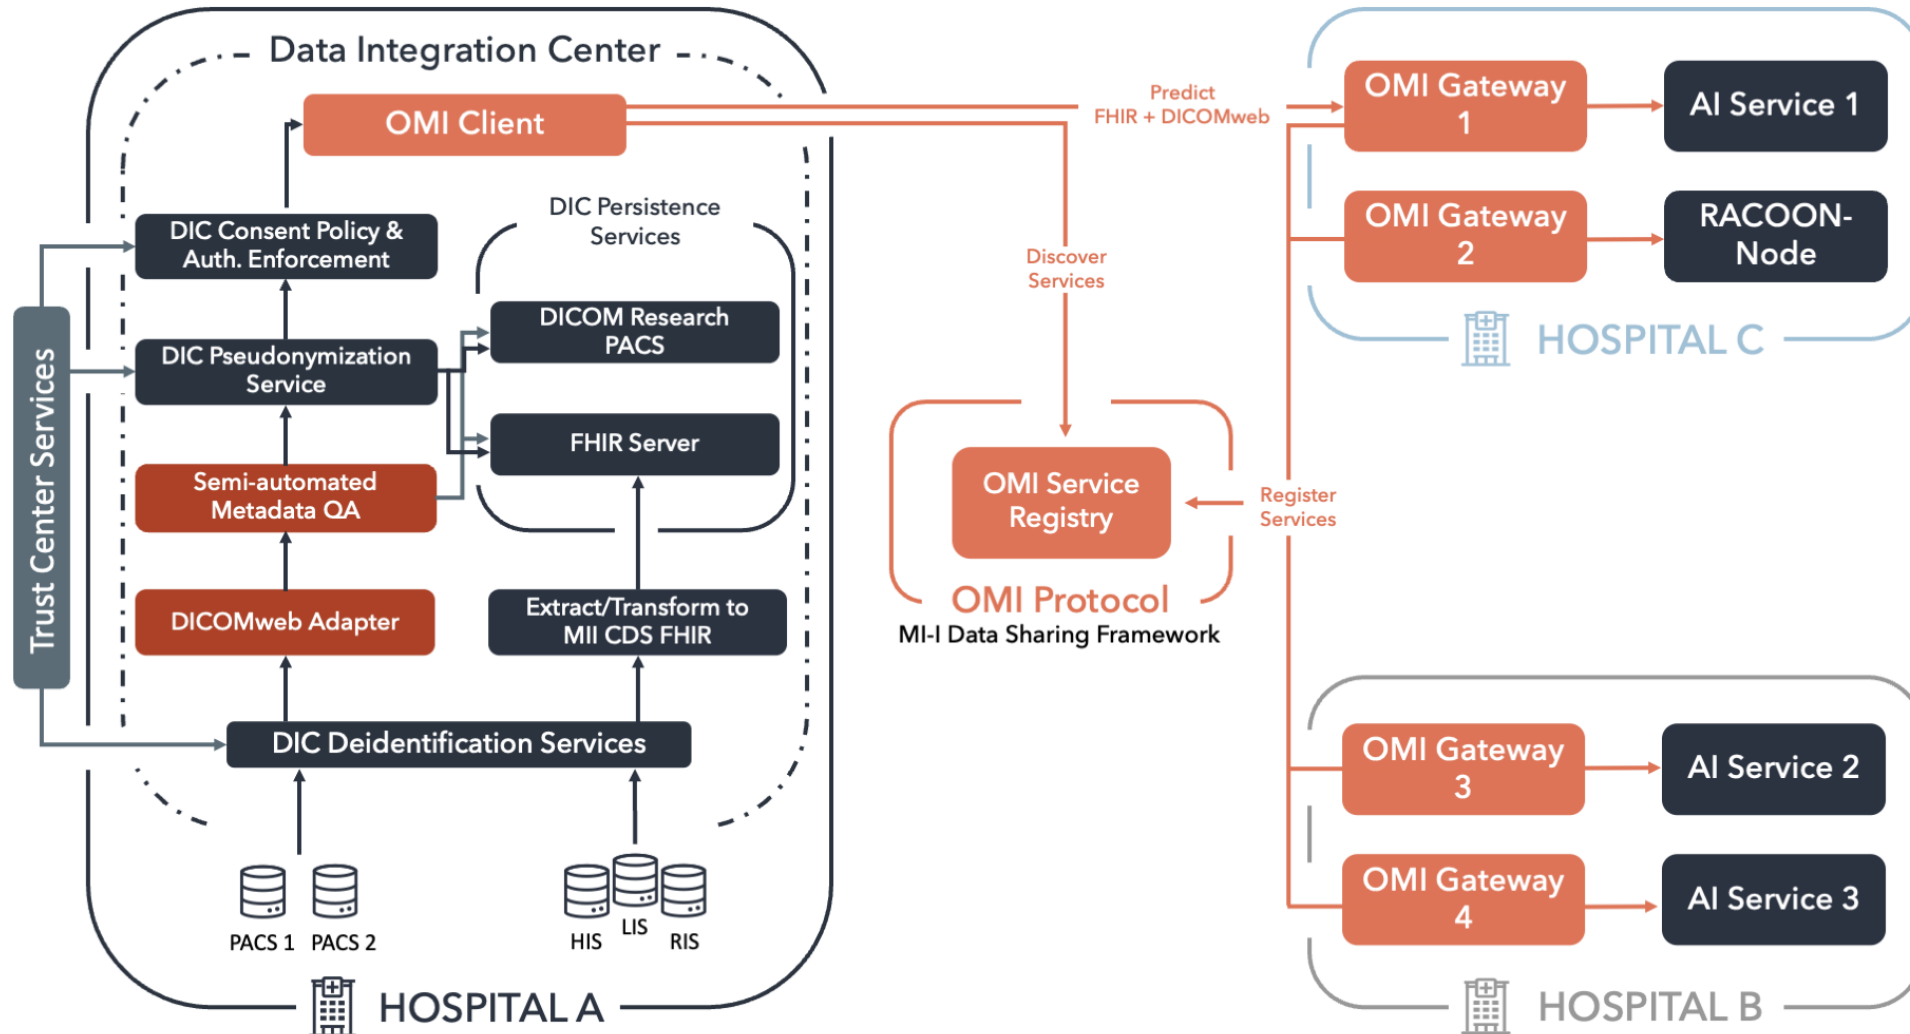 Data Integration Center
OMI Client
DIC Consent Policy &
Auth. Enforcement
DIC Persistence
Services
DICOM Research
PACS
DIC Pseudonymization
Service
FHIR Server
Semi-automated
Metadata QA
DICOMweb Adapter
Extract/Transform to
MII CDS FHIR
DIC Deidentification Services
Trust Center Services
PACS 1
PACS 2
HIS
LIS
RIS
HOSPITAL A
Predict
FHIR + DICOMweb
Discover
Services
OMI Service
Registry
OMI Protocol
MI-I Data Sharing Framework
Register
Services
OMI Gateway
1
AI Service 1
OMI Gateway
2
RACOON-
Node
HOSPITAL C
OMI Gateway
3
AI Service 2
OMI Gateway
4
AI Service 3
HOSPITAL B